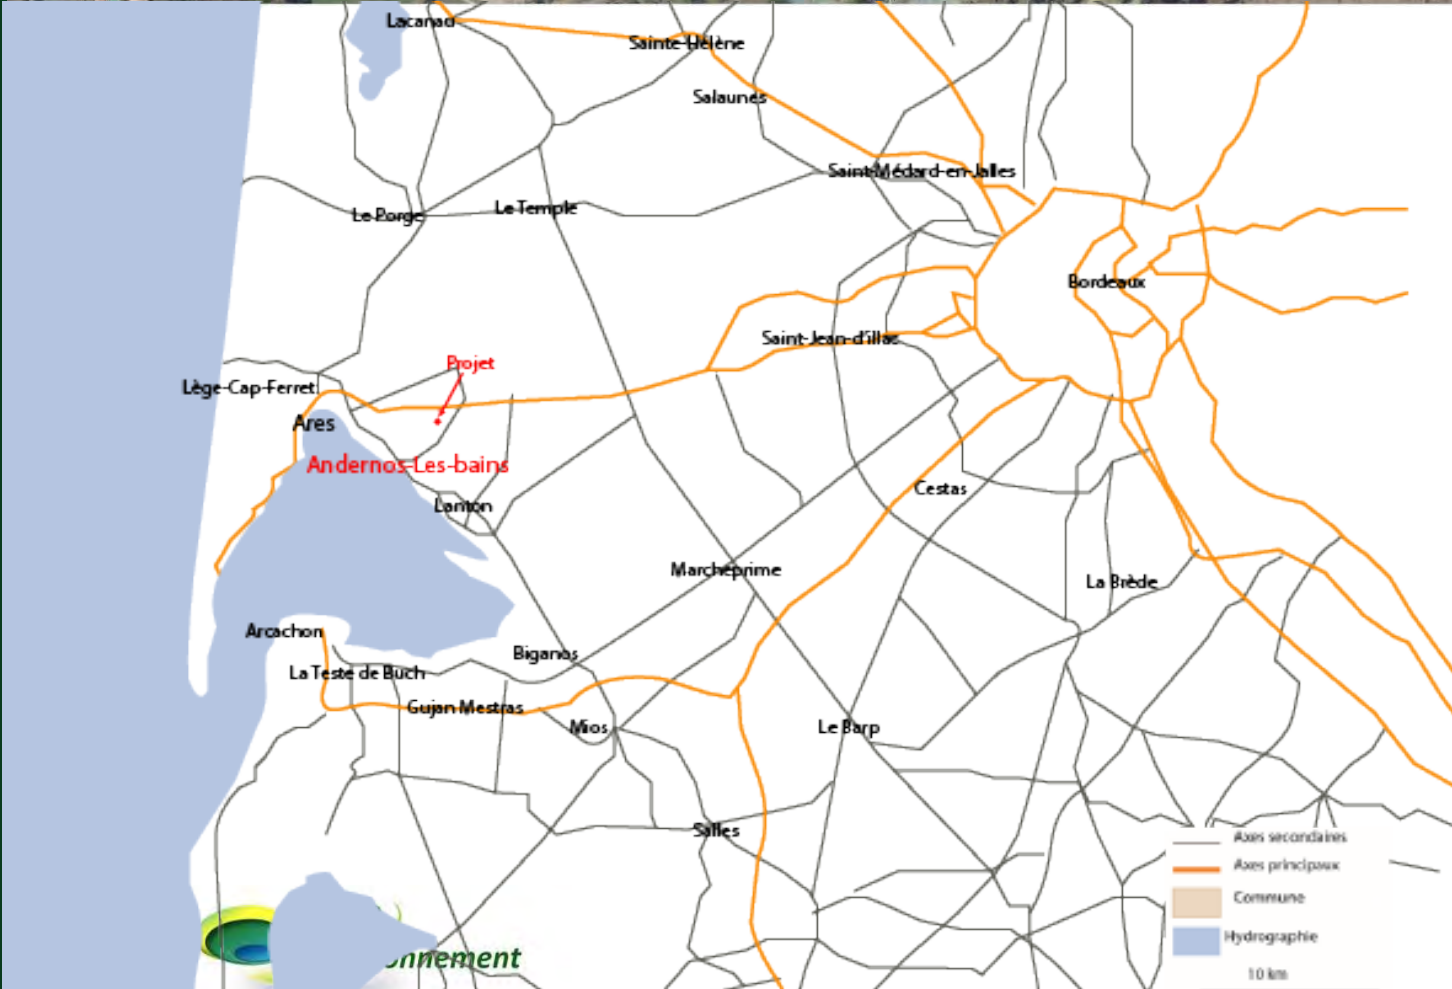 Lacanau
Sainte-Hélène
Salaunes
Saint-Médard-en-Jalles
Le Porge
Le Temple
Bordeaux
Saint-Jean-d'illac
Projet
Lège-Cap-Ferret
Ares
Andernos-Les-bains
Lanton
Cestas
Marcheprime
La Brède
Arcachon
Biganos
La Teste de Buch
Gujan Mestras
Mios
Le Barp
Salles
Axes secondaires
Axes principaux
Commune
Hydrographie
onnement
10 km